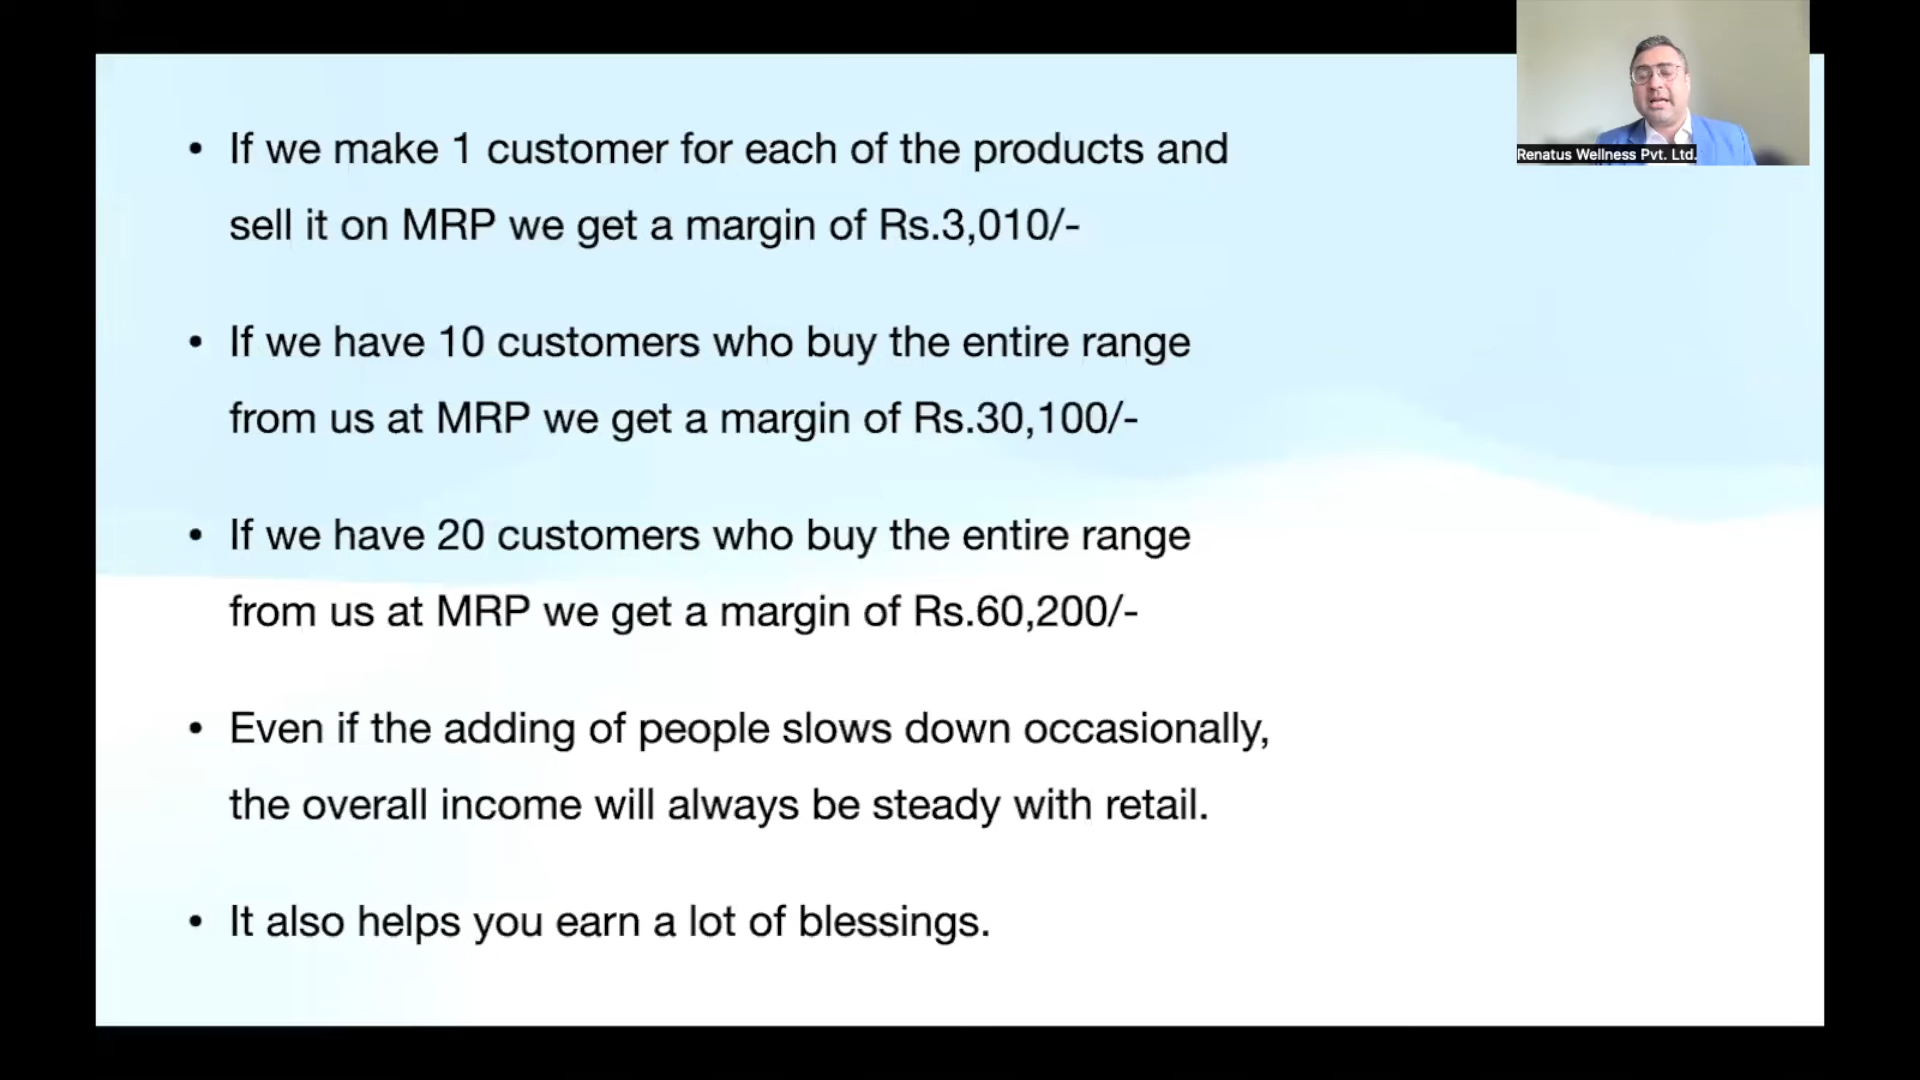 Renatus Wellness Pvt. Ltd.
• If we make 1 customer for each of the products and
sell it on MRP we get a margin of Rs.3,010/-
• If we have 10 customers who buy the entire range
from us at MRP we get a margin of Rs.30,100/-
• If we have 20 customers who buy the entire range
from us at MRP we get a margin of Rs.60,200/-
• Even if the adding of people slows down occasionally,
the overall income will always be steady with retail.
• It also helps you earn a lot of blessings.